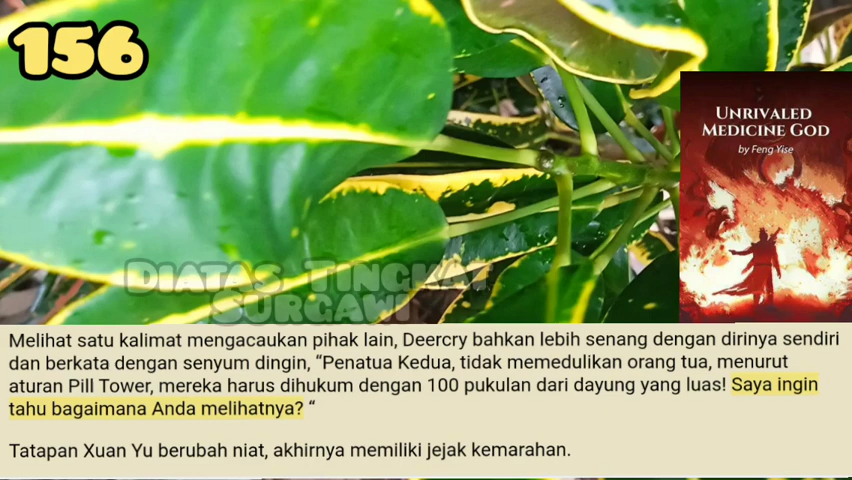 156
UNRIVALED
MEDICINE GOD
by Feng Yise
DIATAS TINGKAT
SURGAWI
Melihat satu kalimat mengacaukan pihak lain, Deercry bahkan lebih senang dengan dirinya sendiri
dan berkata dengan senyum dingin, “Penatua Kedua, tidak memedulikan orang tua, menurut
aturan Pill Tower, mereka harus dihukum dengan 100 pukulan dari dayung yang luas! Saya ingin
tahu bagaimana Anda melihatnya? “
Tatapan Xuan Yu berubah niat, akhirnya memiliki jejak kemarahan.